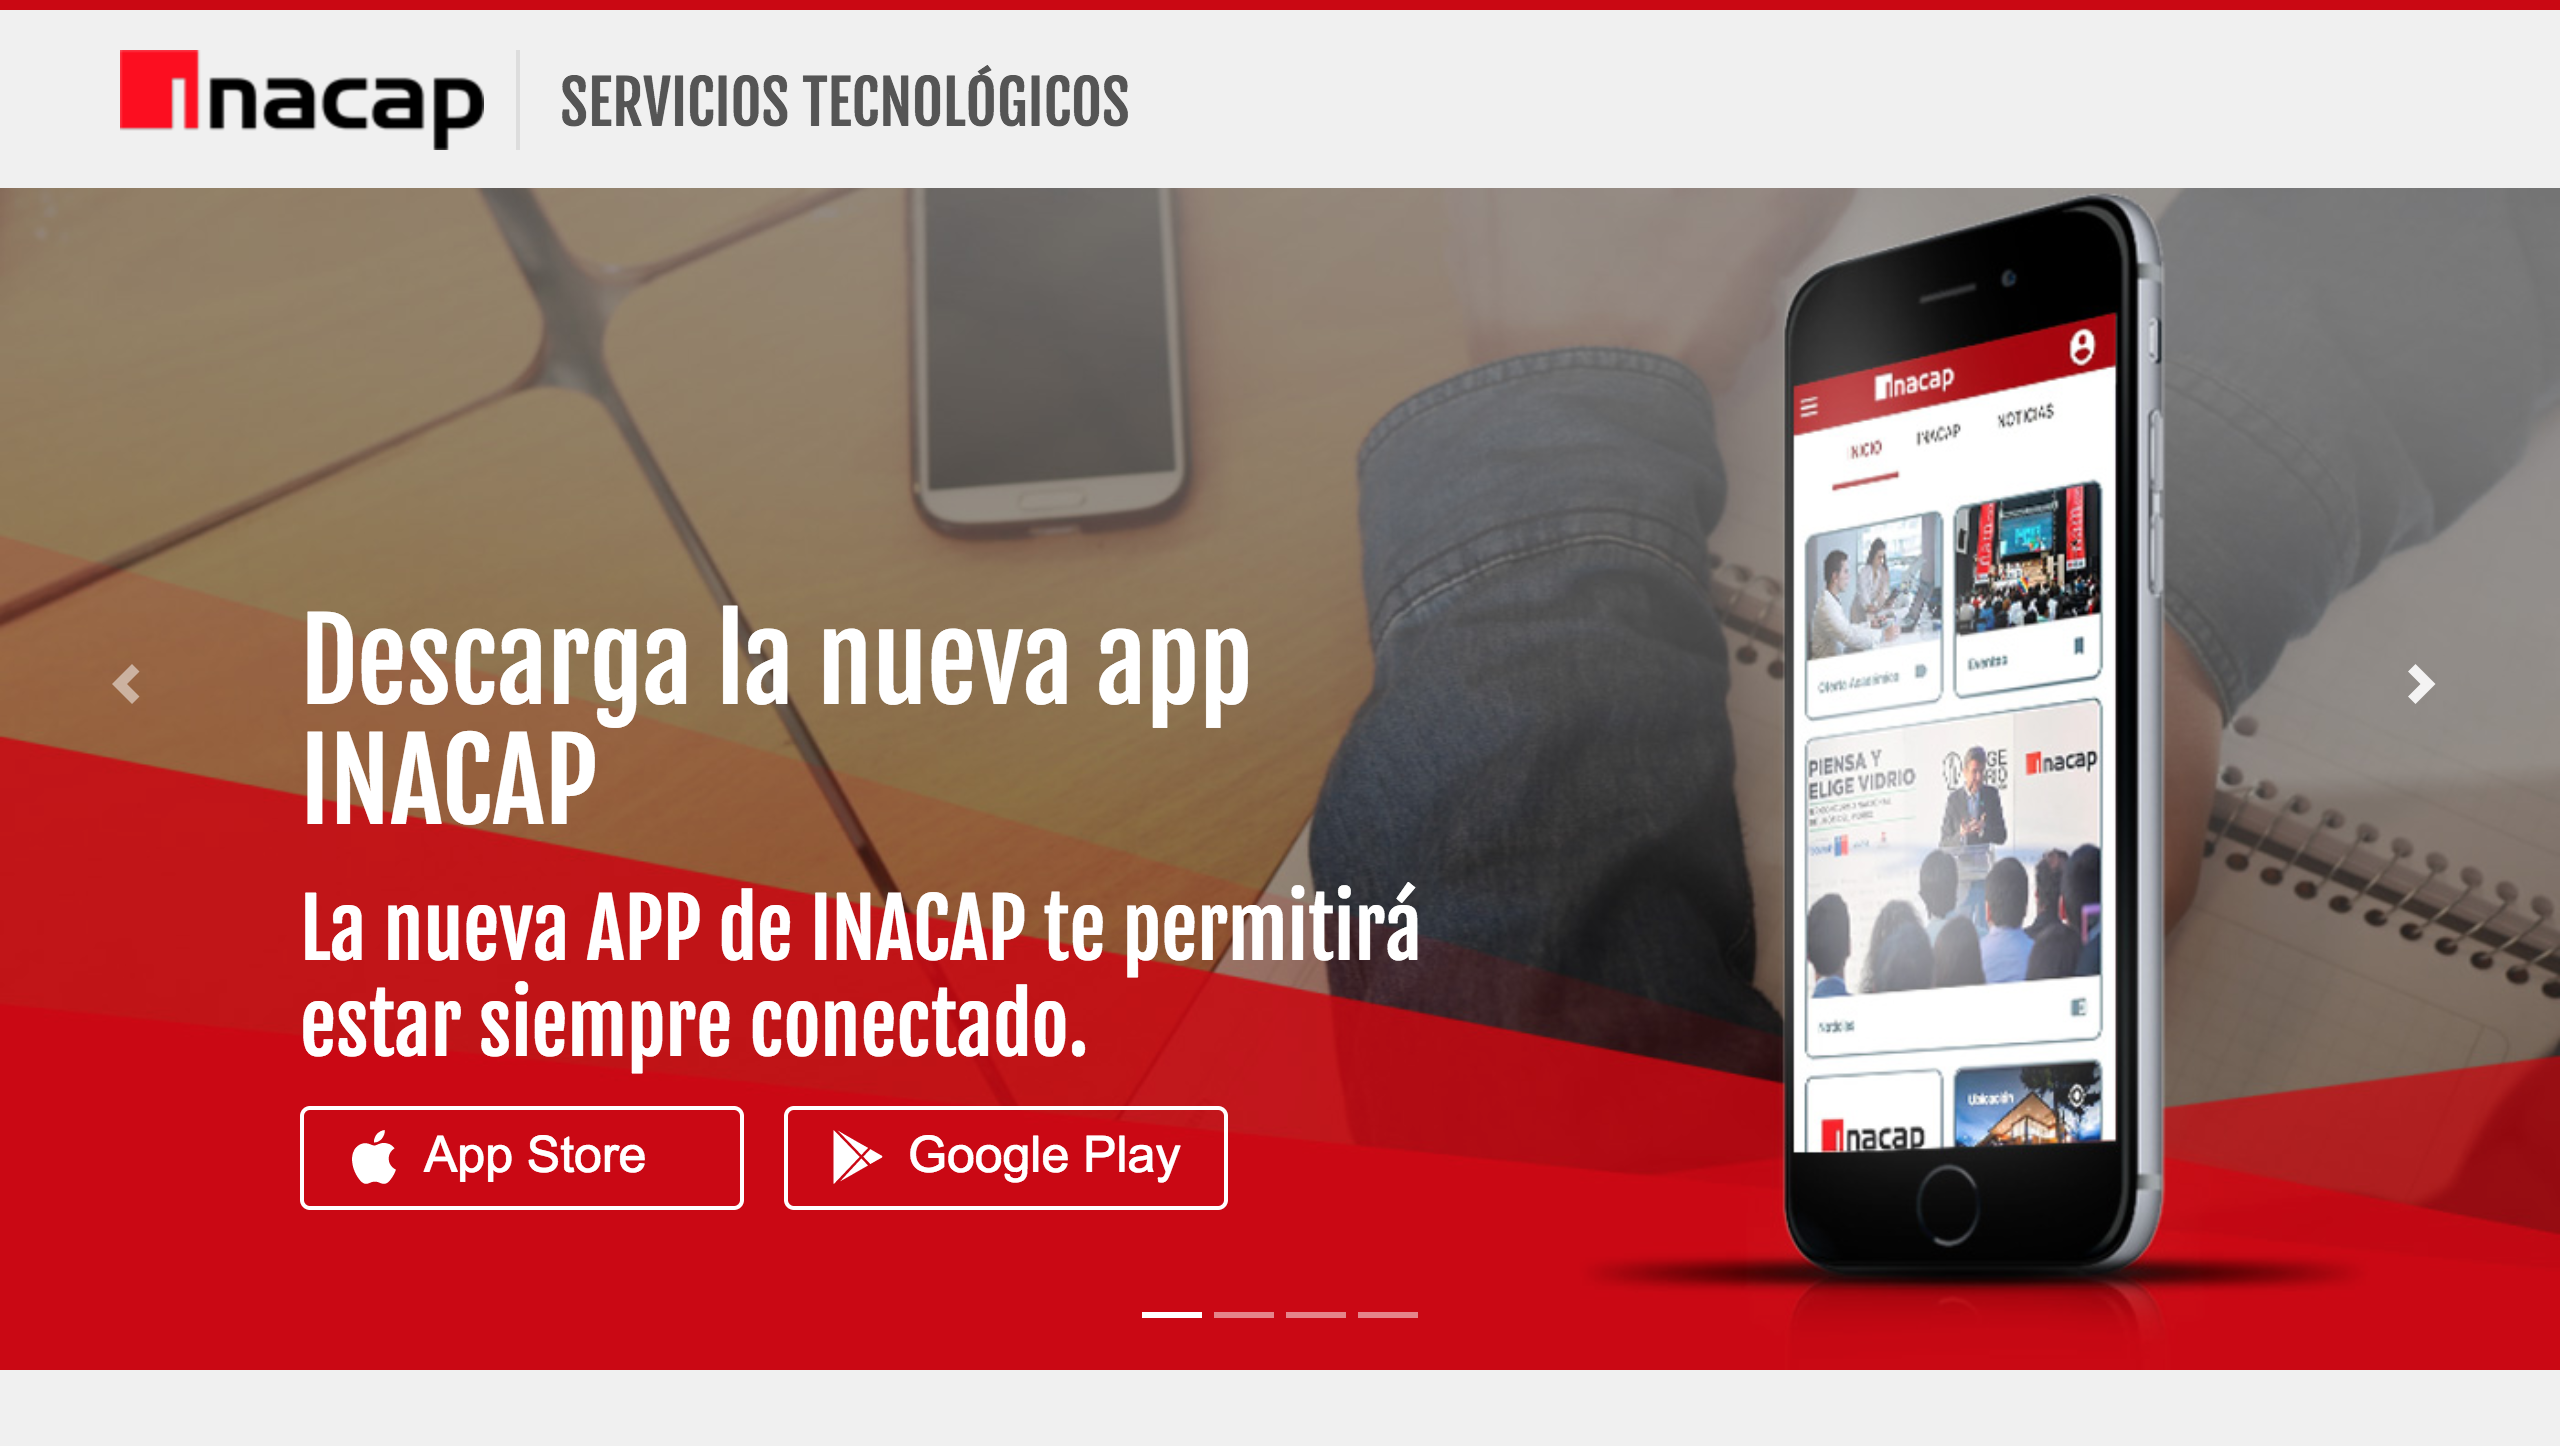 inacap
SERVICIOS TECNOLÓGICOS
Descarga la nueva app
INACAP
La nueva APP de INACAP te permitirá
estar siempre conectado.
App Store
Google Play
inacap
INICIO
INACAP
NOTICIAS
Oferta Académica
Eventos
PIENSA Y
ELIGE VIDRIO
inacap
Noticias
inacap
Ubicación